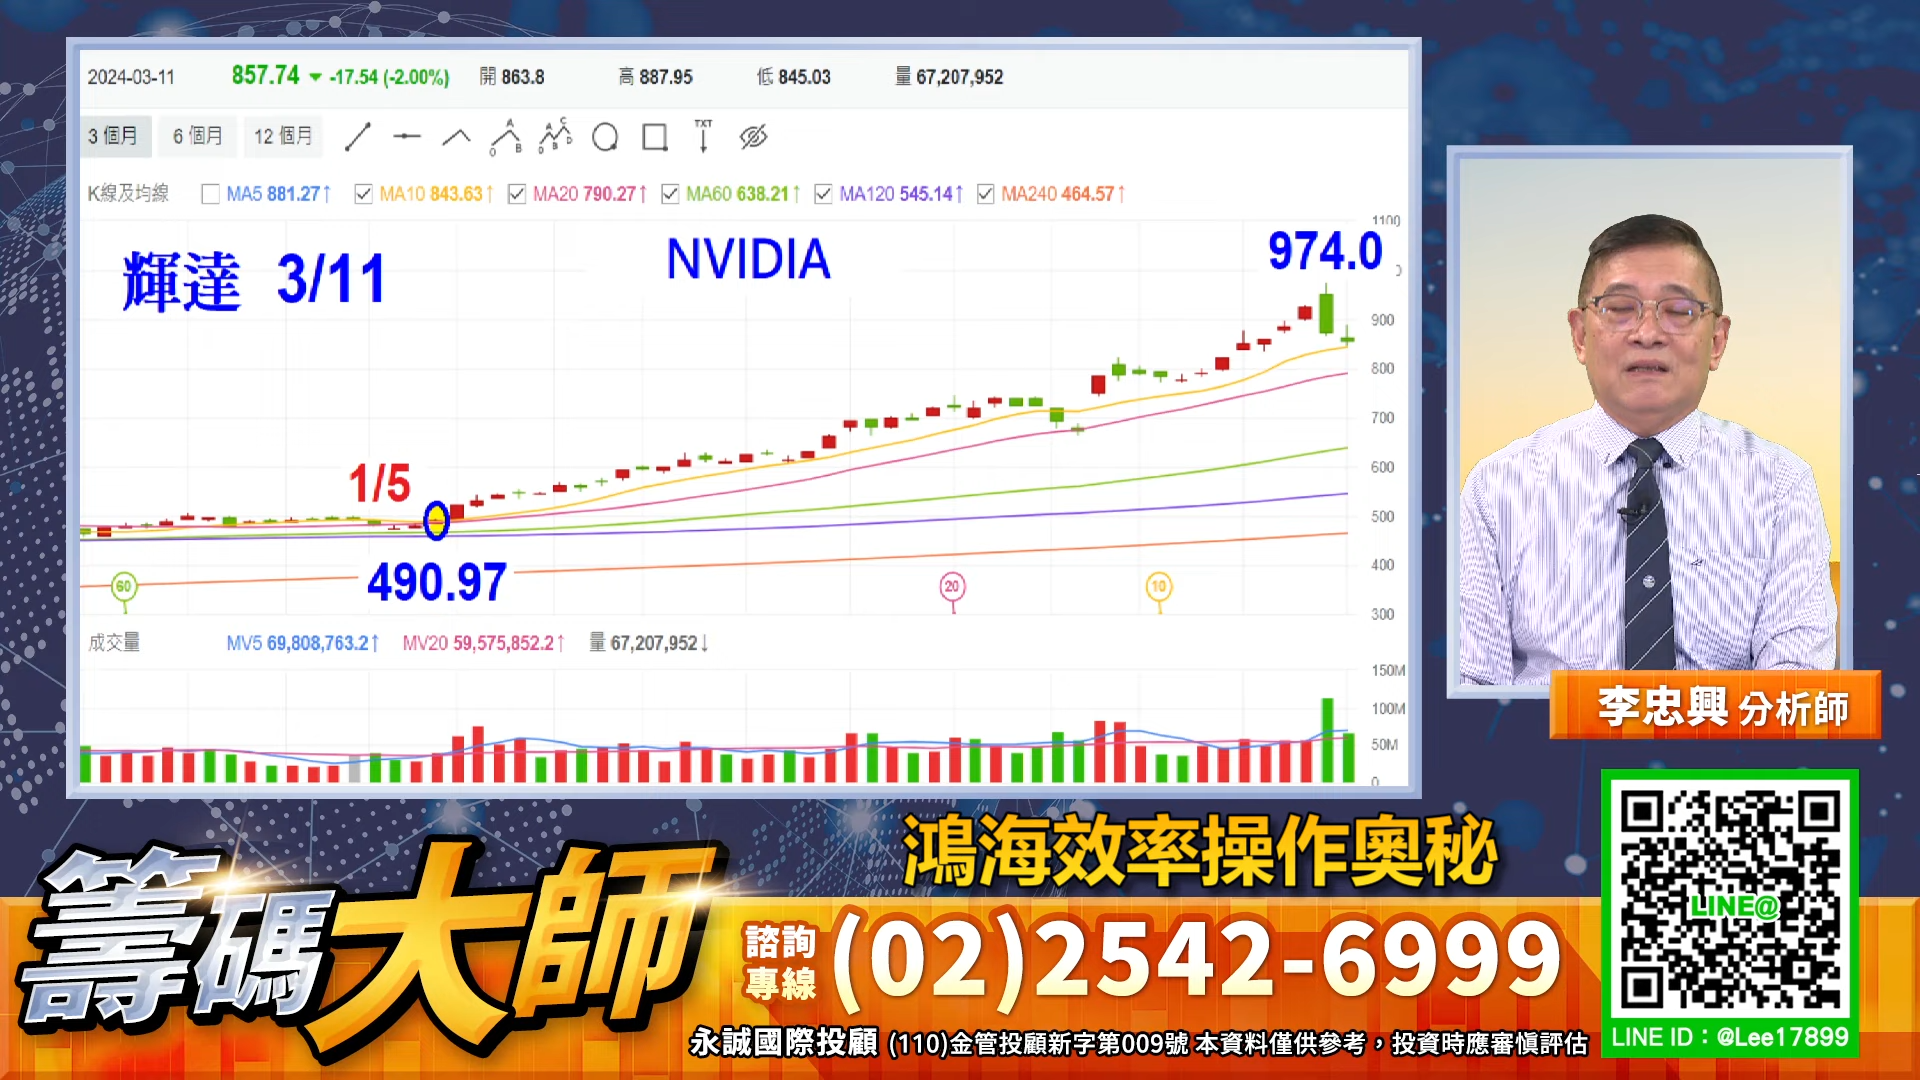 2024-03-11 857.74 ▼ -17.54 (-2.00%) 開 863.8 高 887.95 低 845.03 量 67,207,952
3 個月 6 個月 12 個月 TXT
K線及均線 MA5 881.27↑ MA10 843.63↑ MA20 790.27↑ MA60 638.21↑ MA120 545.14↑ MA240 464.57↑
輝達 3/11
NVIDIA
974.0
1100
900
800
700
600
500
400
300
1/5
490.97
60
20
10
成交量 MV5 69,808,763.2↑ MV20 59,575,852.2↑ 量 67,207,952↓
150M
100M
50M
0
李忠興 分析師
鴻海效率操作奧秘
籌碼大師
諮詢專線 (02)2542-6999
永誠國際投顧 (110)金管投顧新字第009號 本資料僅供參考，投資時應審慎評估
LINE@
LINE ID：@Lee17899